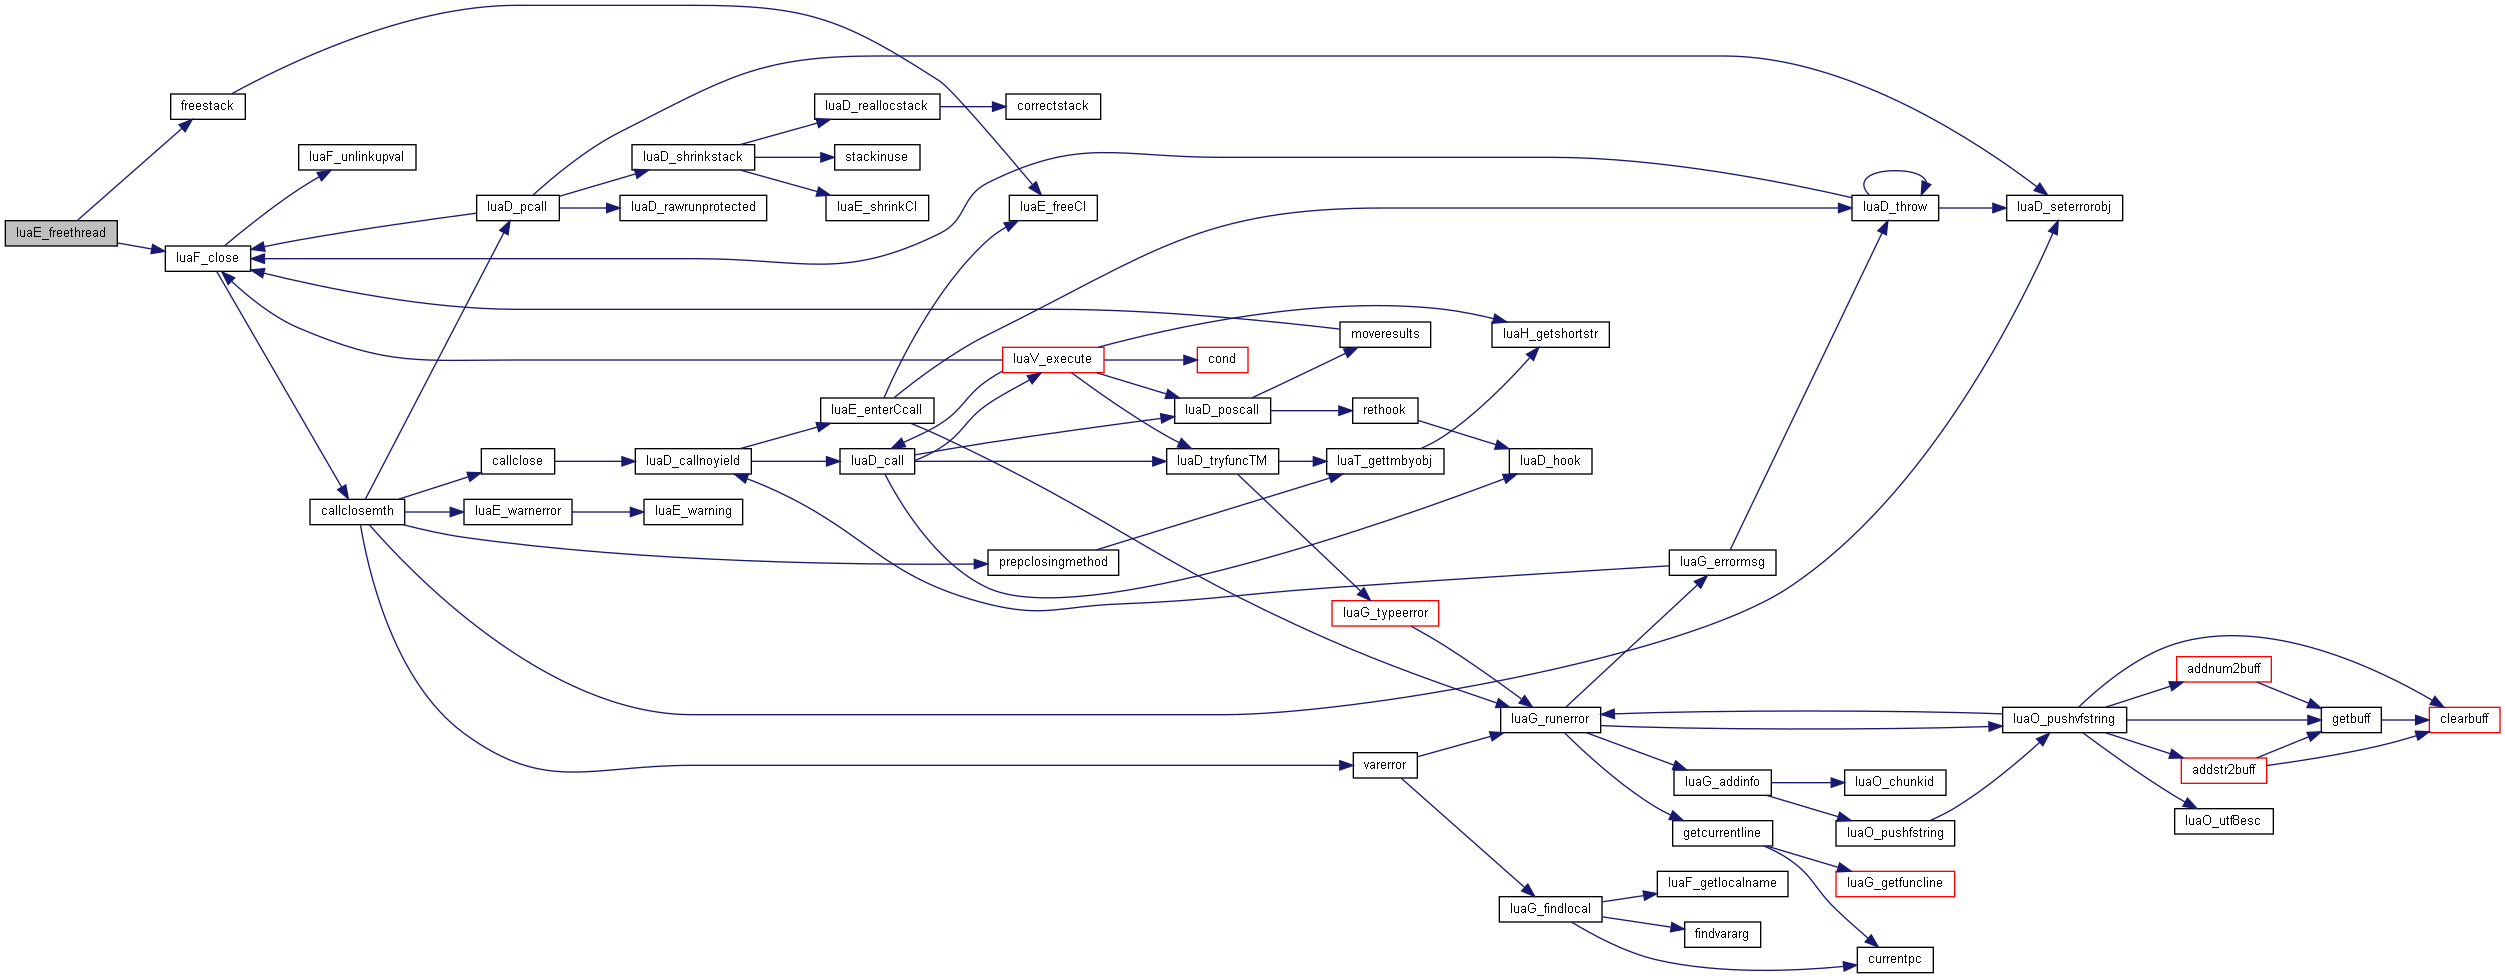 luaE_freethread
freestack
luaF_close
luaF_unlinkupval
callclosemth
luaD_pcall
callclose
luaE_warnerror
luaD_shrinkstack
luaD_rawrunprotected
luaD_callnoyield
luaE_warning
luaD_reallocstack
stackinuse
luaE_shrinkCI
luaE_enterCcall
luaD_call
correctstack
luaE_freeCI
luaV_execute
prepclosingmethod
cond
luaD_poscall
luaD_tryfuncTM
moveresults
rethook
luaT_gettmbyobj
luaG_typeerror
varerror
luaH_getshortstr
luaD_hook
luaG_runerror
luaG_findlocal
luaG_errormsg
luaG_addinfo
getcurrentline
luaF_getlocalname
findvararg
luaD_throw
luaO_chunkid
luaO_pushfstring
luaG_getfuncline
currentpc
luaD_seterrorobj
luaO_pushvfstring
addnum2buff
addstr2buff
luaO_utf8esc
getbuff
clearbuff